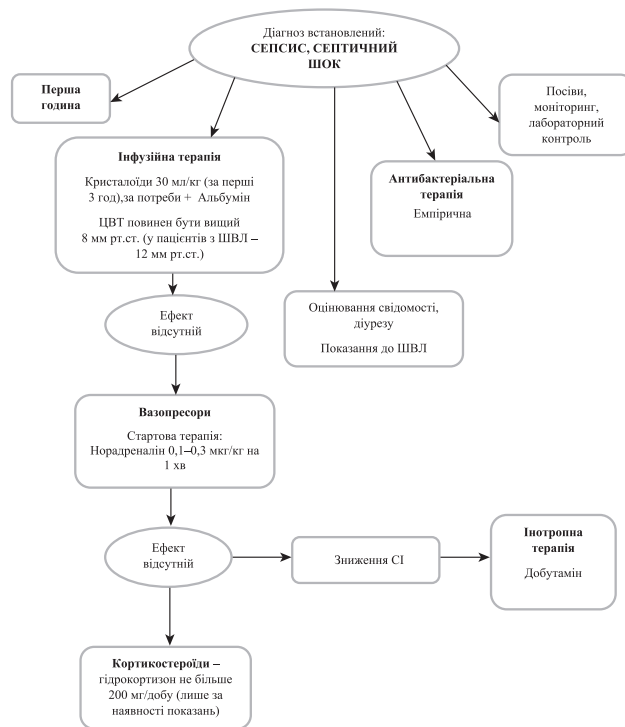 Діагноз встановлений:
СЕПСИС, СЕПТИЧНИЙ
ШОК
Перша
година
Посіви,
моніторинг,
лабораторний
контроль
Інфузійна терапія
Кристалоїди 30 мл/кг (за перші
3 год),за потреби + Альбумін
ЦВТ повинен бути вищий
8 мм рт.ст. (у пацієнтів з ШВЛ –
12 мм рт.ст.)
Антибактеріальна
терапія
Емпірична
Оцінювання свідомості,
діурезу
Показання до ШВЛ
Ефект
відсутній
Вазопресори
Стартова терапія:
Норадреналін 0,1–0,3 мкг/кг на
1 хв
Ефект
відсутній
Зниження СІ
Інотропна
терапія
Добутамін
Кортикостероїди –
гідрокортизон не більше
200 мг/добу (лише за
наявності показань)